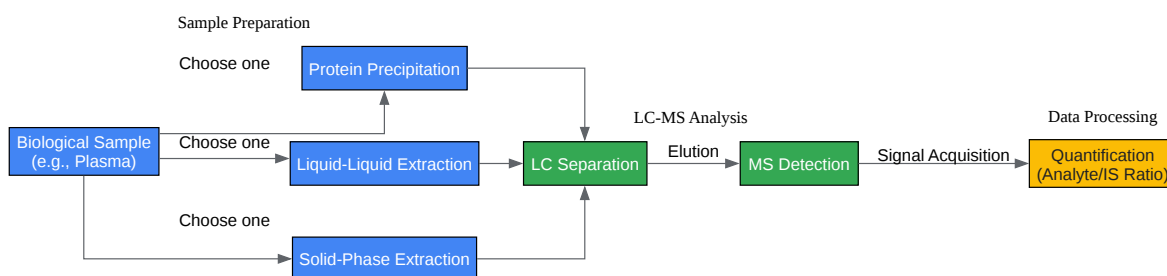 Sample Preparation
Choose one
Protein Precipitation
LC-MS Analysis
Data Processing
Biological Sample
(e.g., Plasma)
Choose one
Liquid-Liquid Extraction
LC Separation
Elution
MS Detection
Signal Acquisition
Quantification
(Analyte/IS Ratio)
Choose one
Solid-Phase Extraction